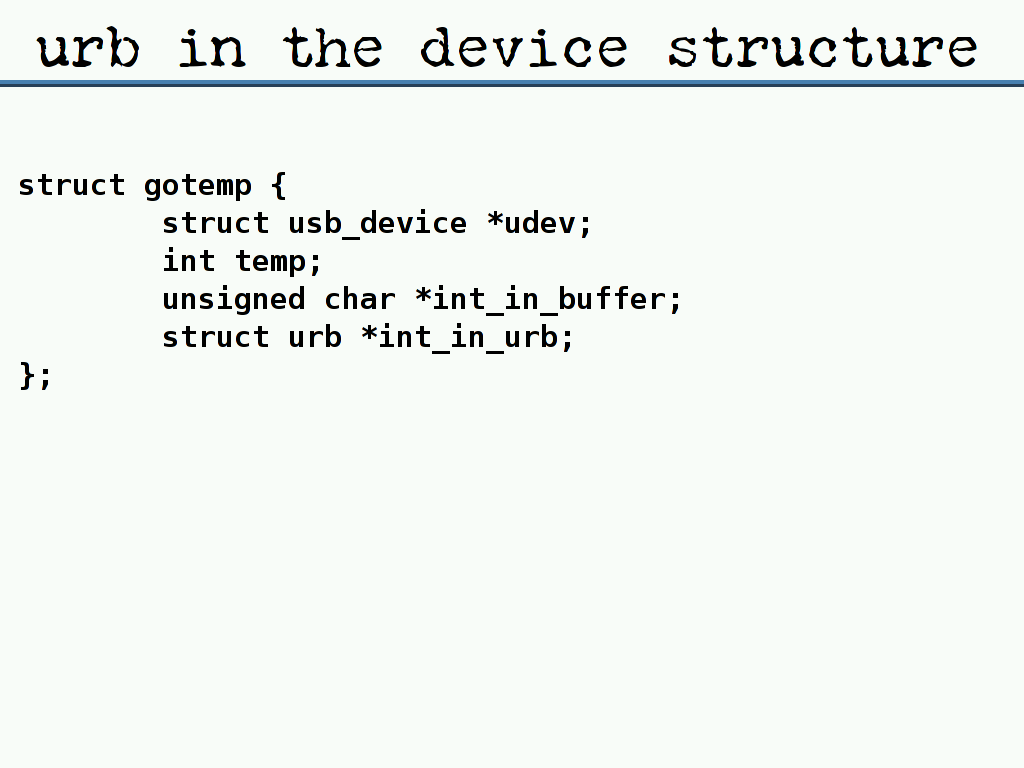 urb in the device structure
struct gotemp {
        struct usb_device *udev;
        int temp;
        unsigned char *int_in_buffer;
        struct urb *int_in_urb;
};